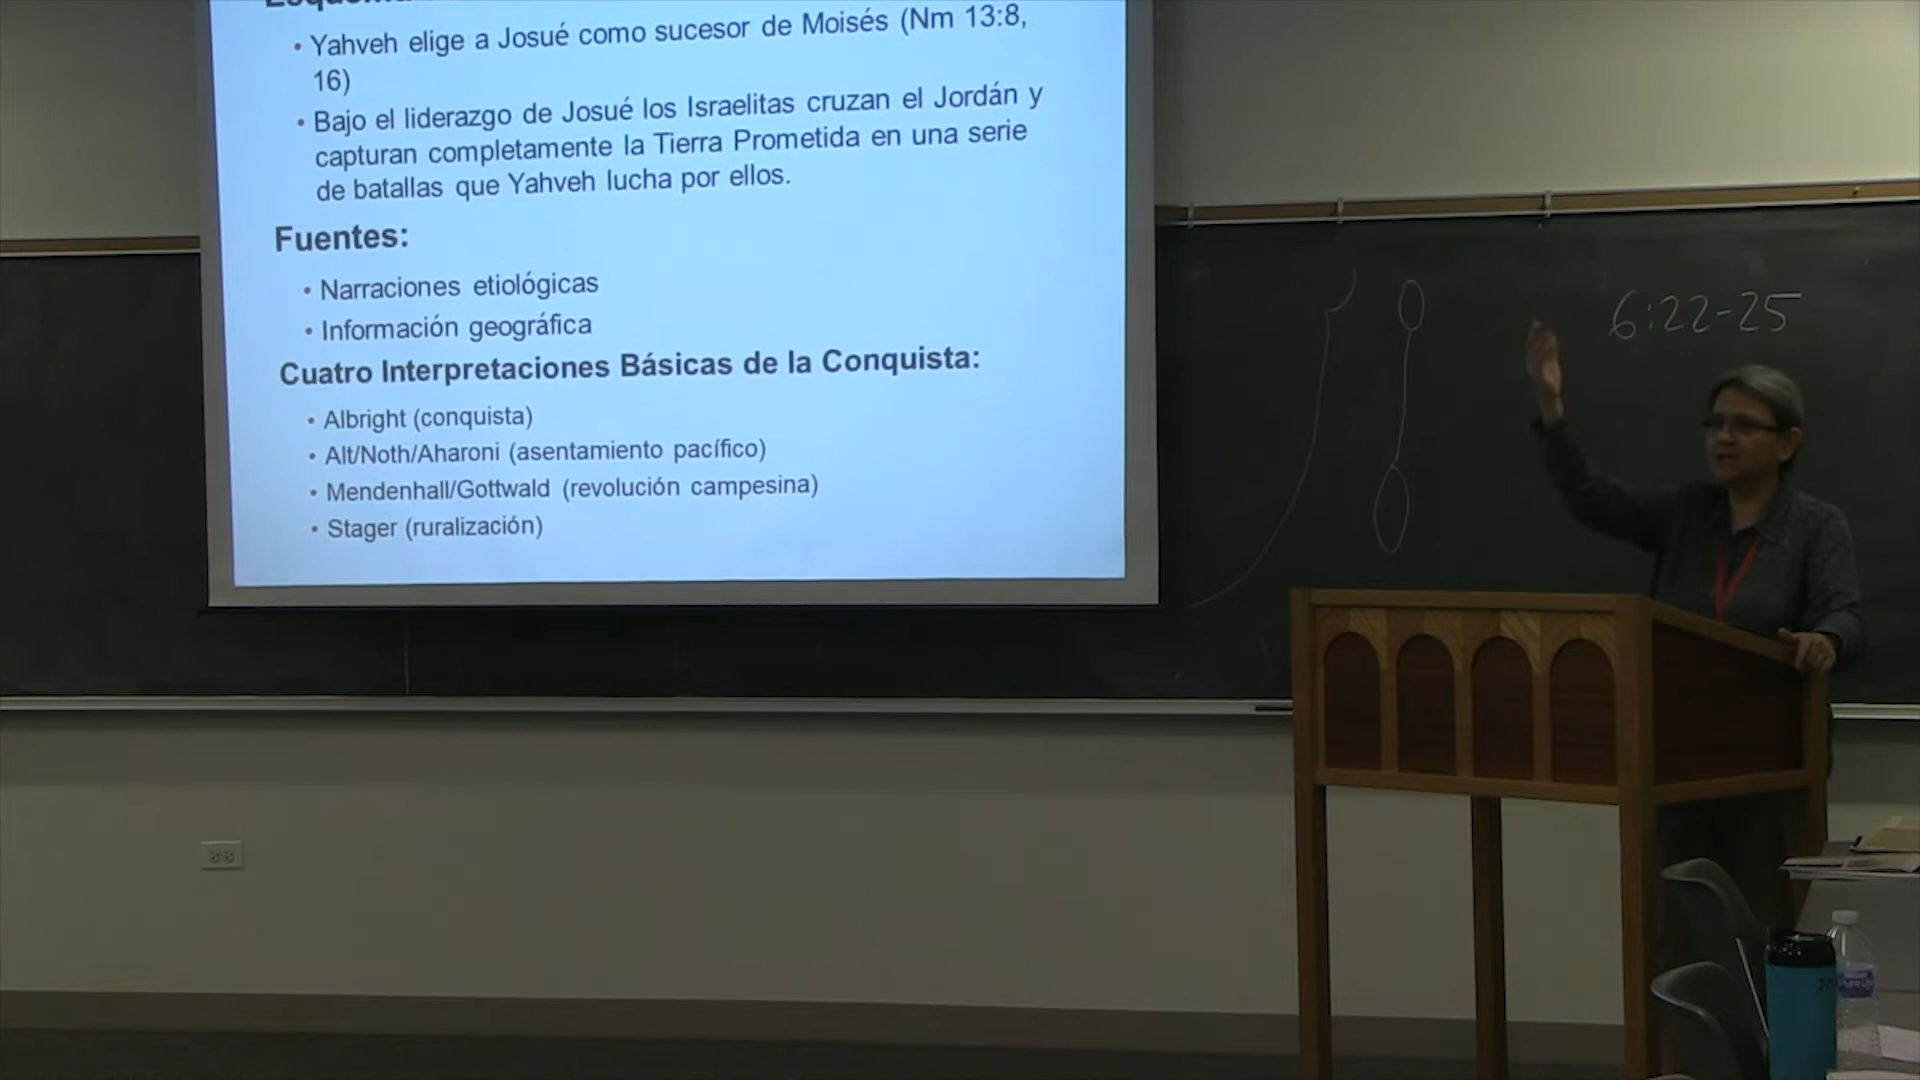 • Yahveh elige a Josué como sucesor de Moisés (Nm 13:8,
16)
• Bajo el liderazgo de Josué los Israelitas cruzan el Jordán y
capturan completamente la Tierra Prometida en una serie
de batallas que Yahveh lucha por ellos.
Fuentes:
• Narraciones etiológicas
• Información geográfica
Cuatro Interpretaciones Básicas de la Conquista:
• Albright (conquista)
• Alt/Noth/Aharoni (asentamiento pacífico)
• Mendenhall/Gottwald (revolución campesina)
• Stager (ruralización)
6:22-25